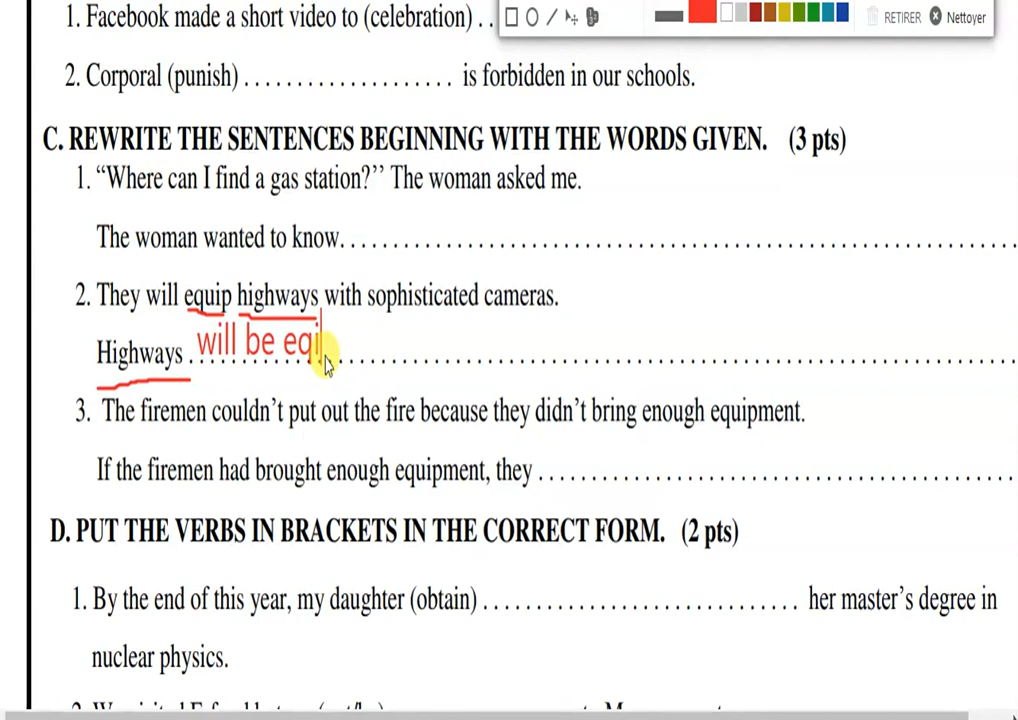 1. Facebook made a short video to (celebration) . .
RETIRER Nettoyer
2. Corporal (punish) . . . . . . . . . . . . . . . . . . . . is forbidden in our schools.
C. REWRITE THE SENTENCES BEGINNING WITH THE WORDS GIVEN. (3 pts)
1. “Where can I find a gas station?’’ The woman asked me.
The woman wanted to know. . . . . . . . . . . . . . . . . . . . . . . . . . . . . . . . . . . . . . . . . . . . . . . . . . .
2. They will equip highways with sophisticated cameras.
will be eqi
Highways . . . . . . . . . . . . . . . . . . . . . . . . . . . . . . . . . . . . . . . . . . . . . . . . . . . . . . . . . . . . . . .
3. The firemen couldn’t put out the fire because they didn’t bring enough equipment.
If the firemen had brought enough equipment, they . . . . . . . . . . . . . . . . . . . . . . . . . . . . . . . . . . . .
D. PUT THE VERBS IN BRACKETS IN THE CORRECT FORM. (2 pts)
1. By the end of this year, my daughter (obtain) . . . . . . . . . . . . . . . . . . . . . . . . . . . . . . her master’s degree in
nuclear physics.